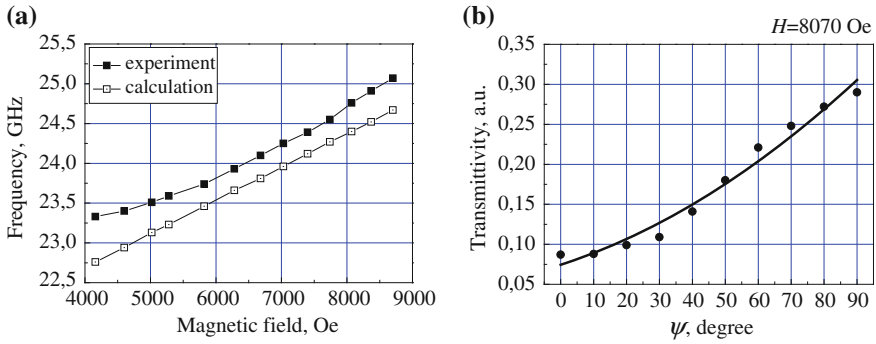 (a)
25,5
25,0
24,5
24,0
23,5
23,0
22,5
Frequency, GHz
experiment
calculation
4000 5000 6000 7000 8000 9000
Magnetic field, Oe
(b)
H=8070 Oe
0,35
0,30
0,25
0,20
0,15
0,10
0,05
Transmittivity, a.u.
0 10 20 30 40 50 60 70 80 90
ψ, degree